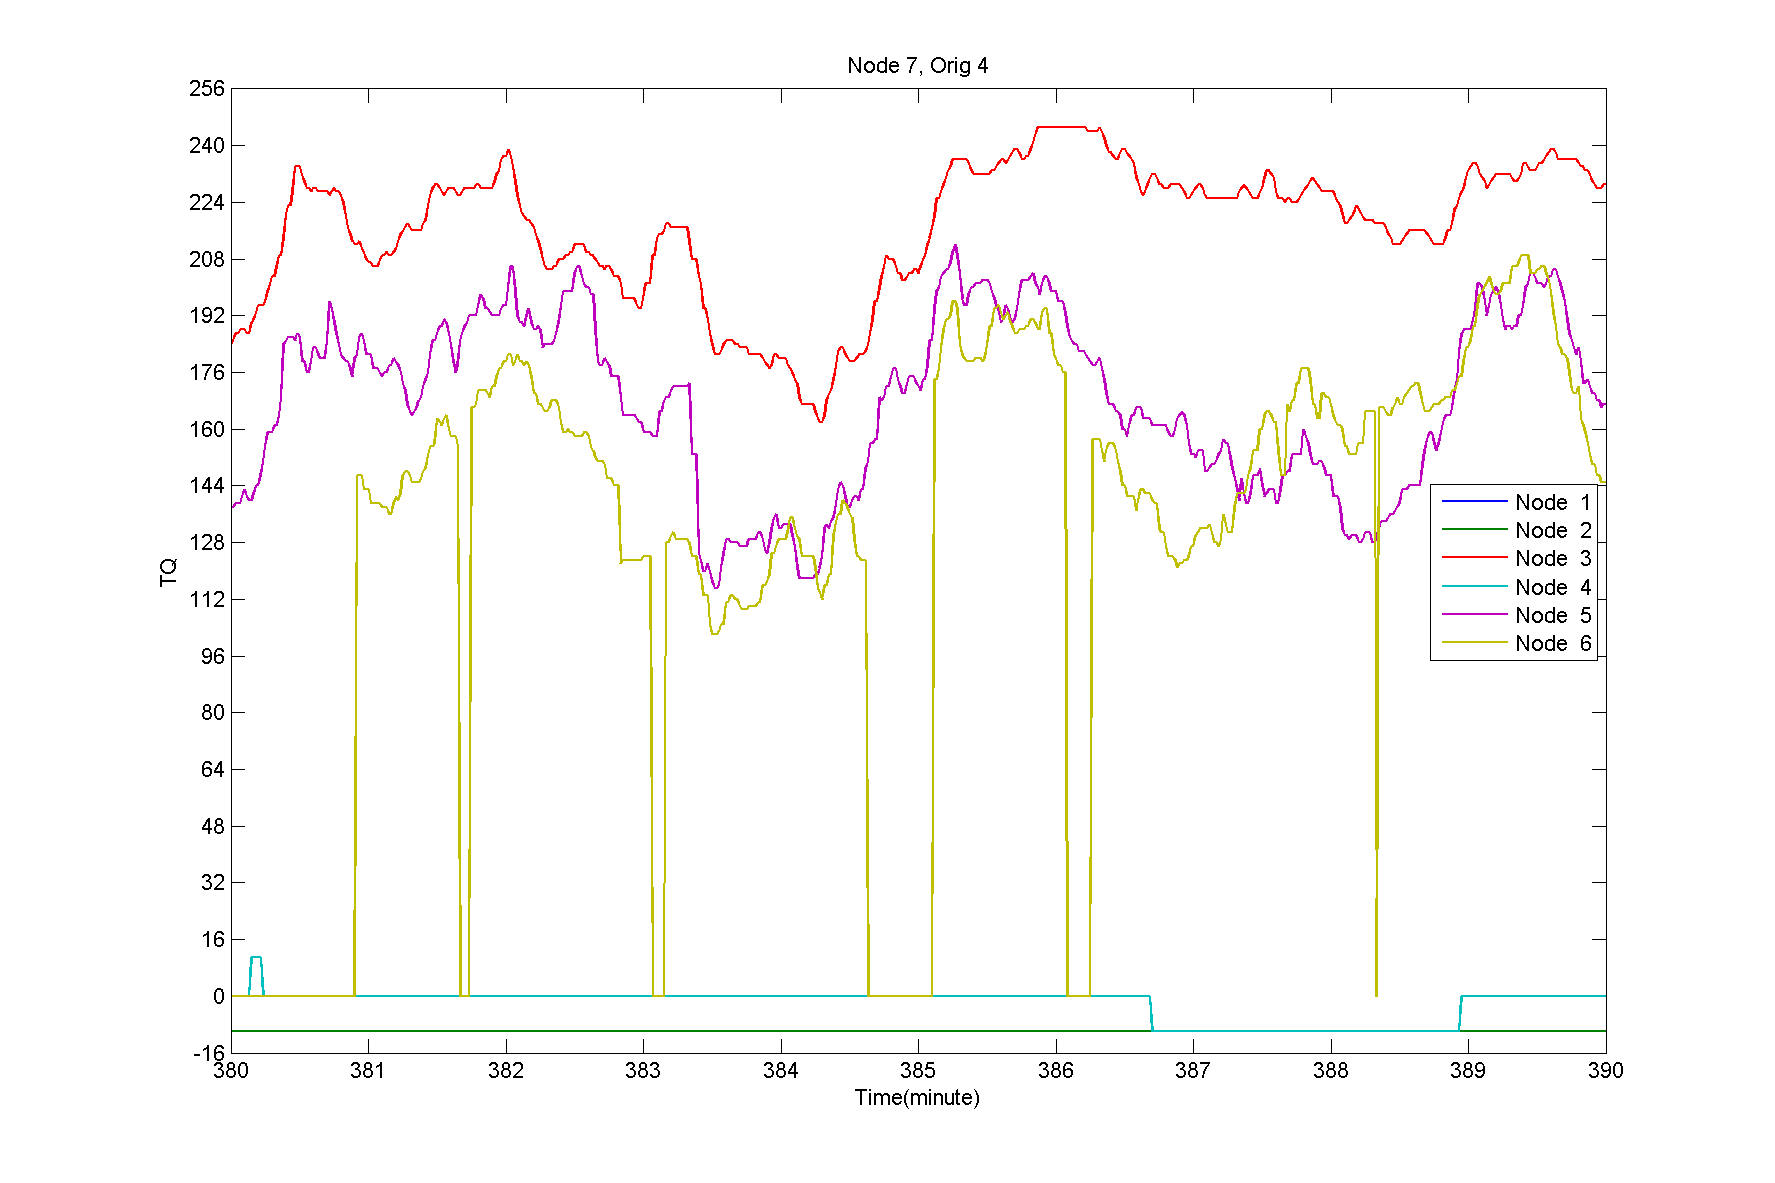 Node 7, Orig 4
256
240
224
208
192
176
160
144
128
112
96
80
64
48
32
16
0
-16
TQ
Node 1
Node 2
Node 3
Node 4
Node 5
Node 6
380 381 382 383 384 385 386 387 388 389 390
Time(minute)